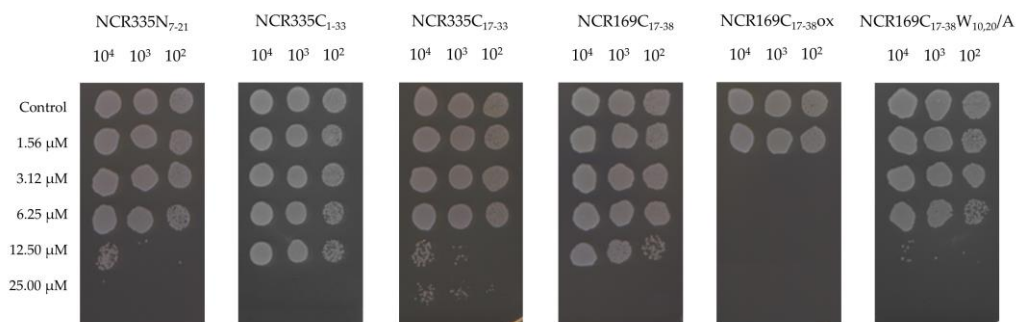 NCR335N₇₋₂₁ NCR335C₁₋₃₃ NCR335C₁₇₋₃₃ NCR169C₁₇₋₃₈ NCR169C₁₇₋₃₈ox NCR169C₁₇₋₃₈W₁₀,₂₀/A
10⁴ 10³ 10² 10⁴ 10³ 10² 10⁴ 10³ 10² 10⁴ 10³ 10² 10⁴ 10³ 10² 10⁴ 10³ 10²
Control
1.56 µM
3.12 µM
6.25 µM
12.50 µM
25.00 µM